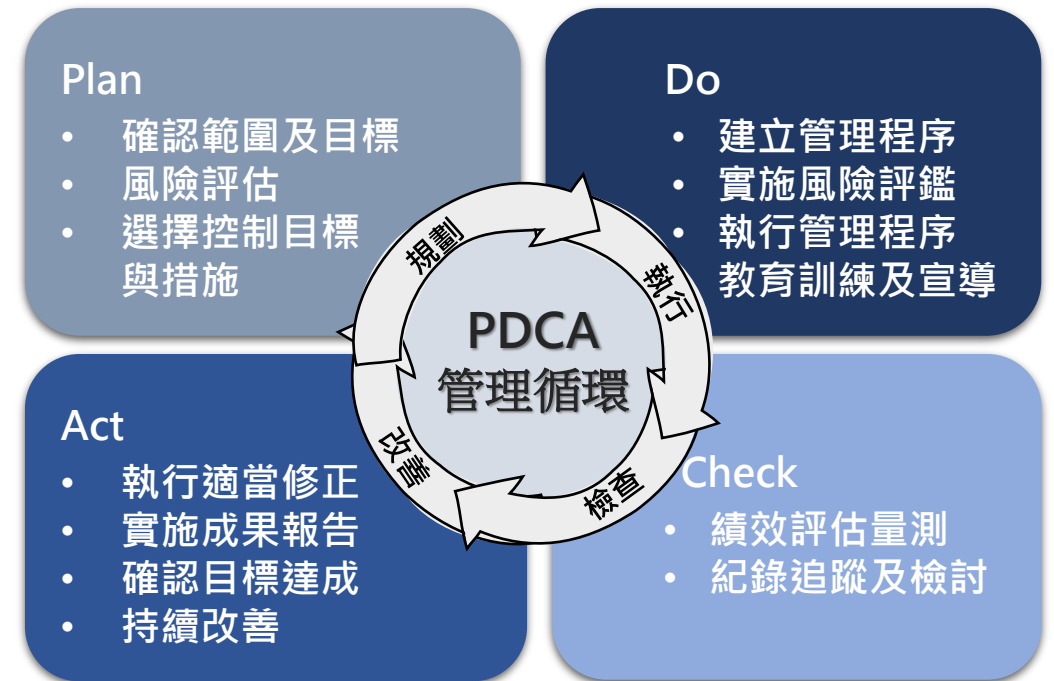 Plan
• 確認範圍及目標
• 風險評估
• 選擇控制目標
與措施
Do
• 建立管理程序
• 實施風險評鑑
• 執行管理程序
教育訓練及宣導
規劃
執行
PDCA
管理循環
改善
檢查
Act
• 執行適當修正
• 實施成果報告
• 確認目標達成
• 持續改善
Check
• 績效評估量測
• 紀錄追蹤及檢討